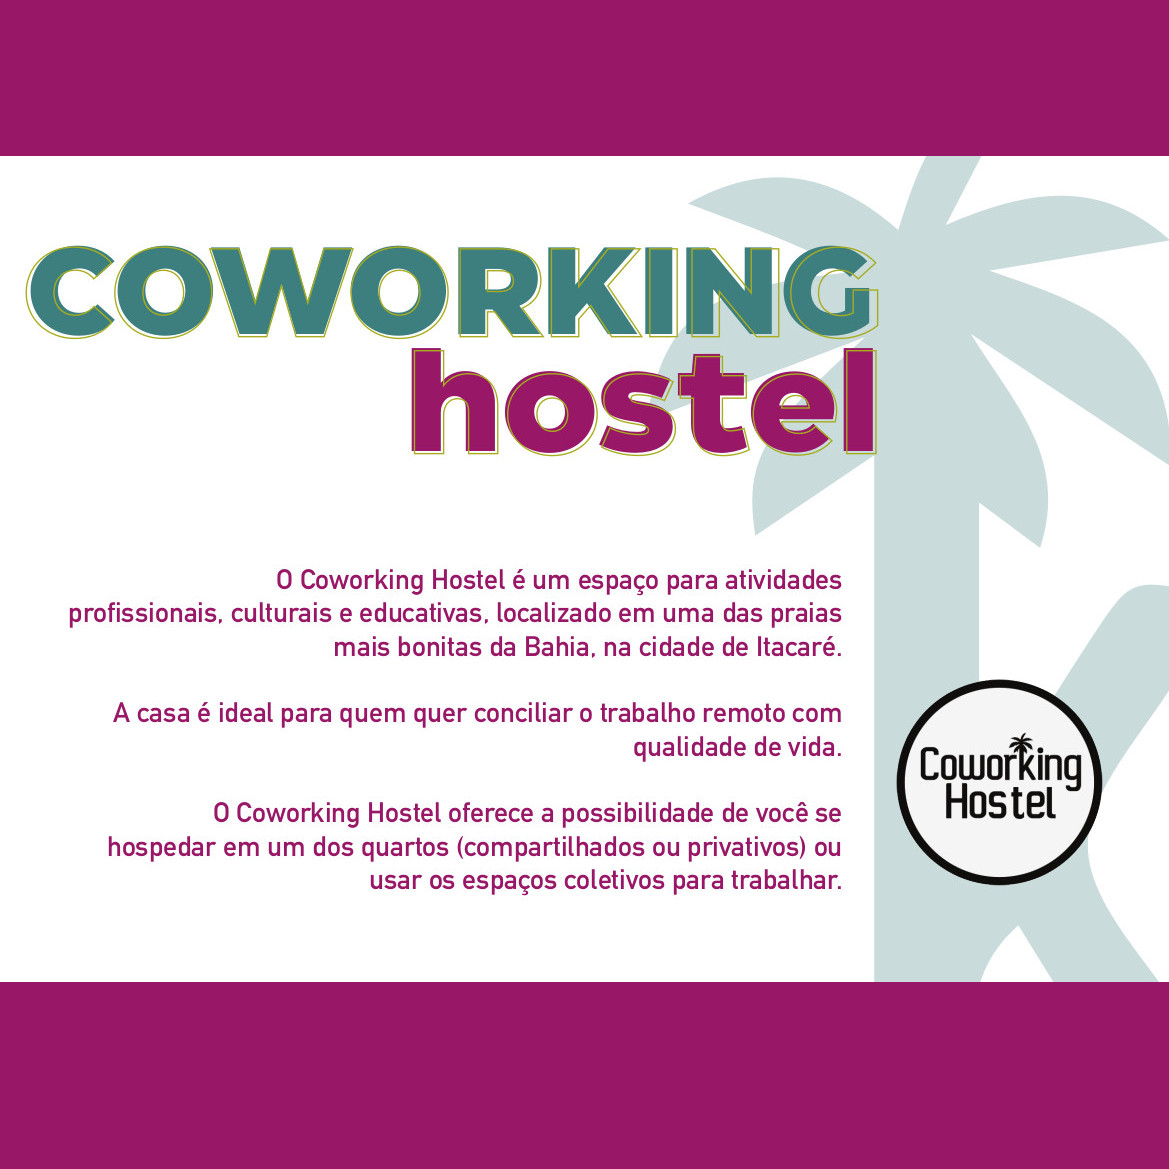 COWORKING
hostel
O Coworking Hostel é um espaço para atividades
profissionais, culturais e educativas, localizado em uma das praias
mais bonitas da Bahia, na cidade de Itacaré.
A casa é ideal para quem quer conciliar o trabalho remoto com
qualidade de vida.
O Coworking Hostel oferece a possibilidade de você se
hospedar em um dos quartos (compartilhados ou privativos) ou
usar os espaços coletivos para trabalhar.
Coworking
Hostel